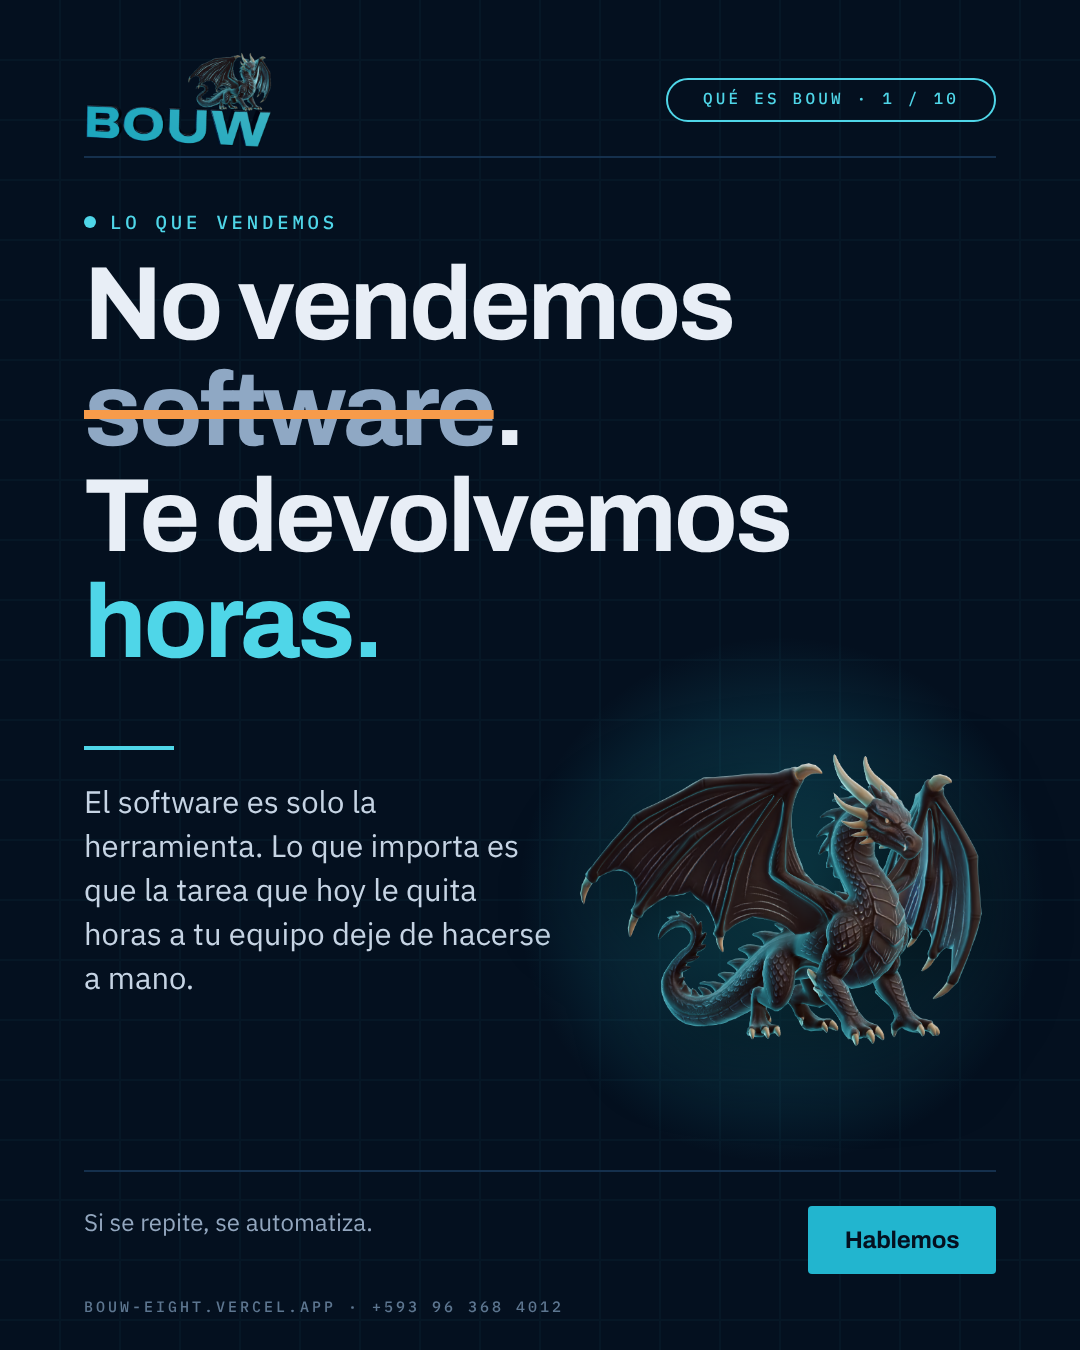 BOUW
QUÉ ES BOUW · 1 / 10
LO QUE VENDEMOS
No vendemos
software.
Te devolvemos
horas.
El software es solo la
herramienta. Lo que importa es
que la tarea que hoy le quita
horas a tu equipo deje de hacerse
a mano.
Si se repite, se automatiza.
Hablemos
BOUW-EIGHT.VERCEL.APP · +593 96 368 4012